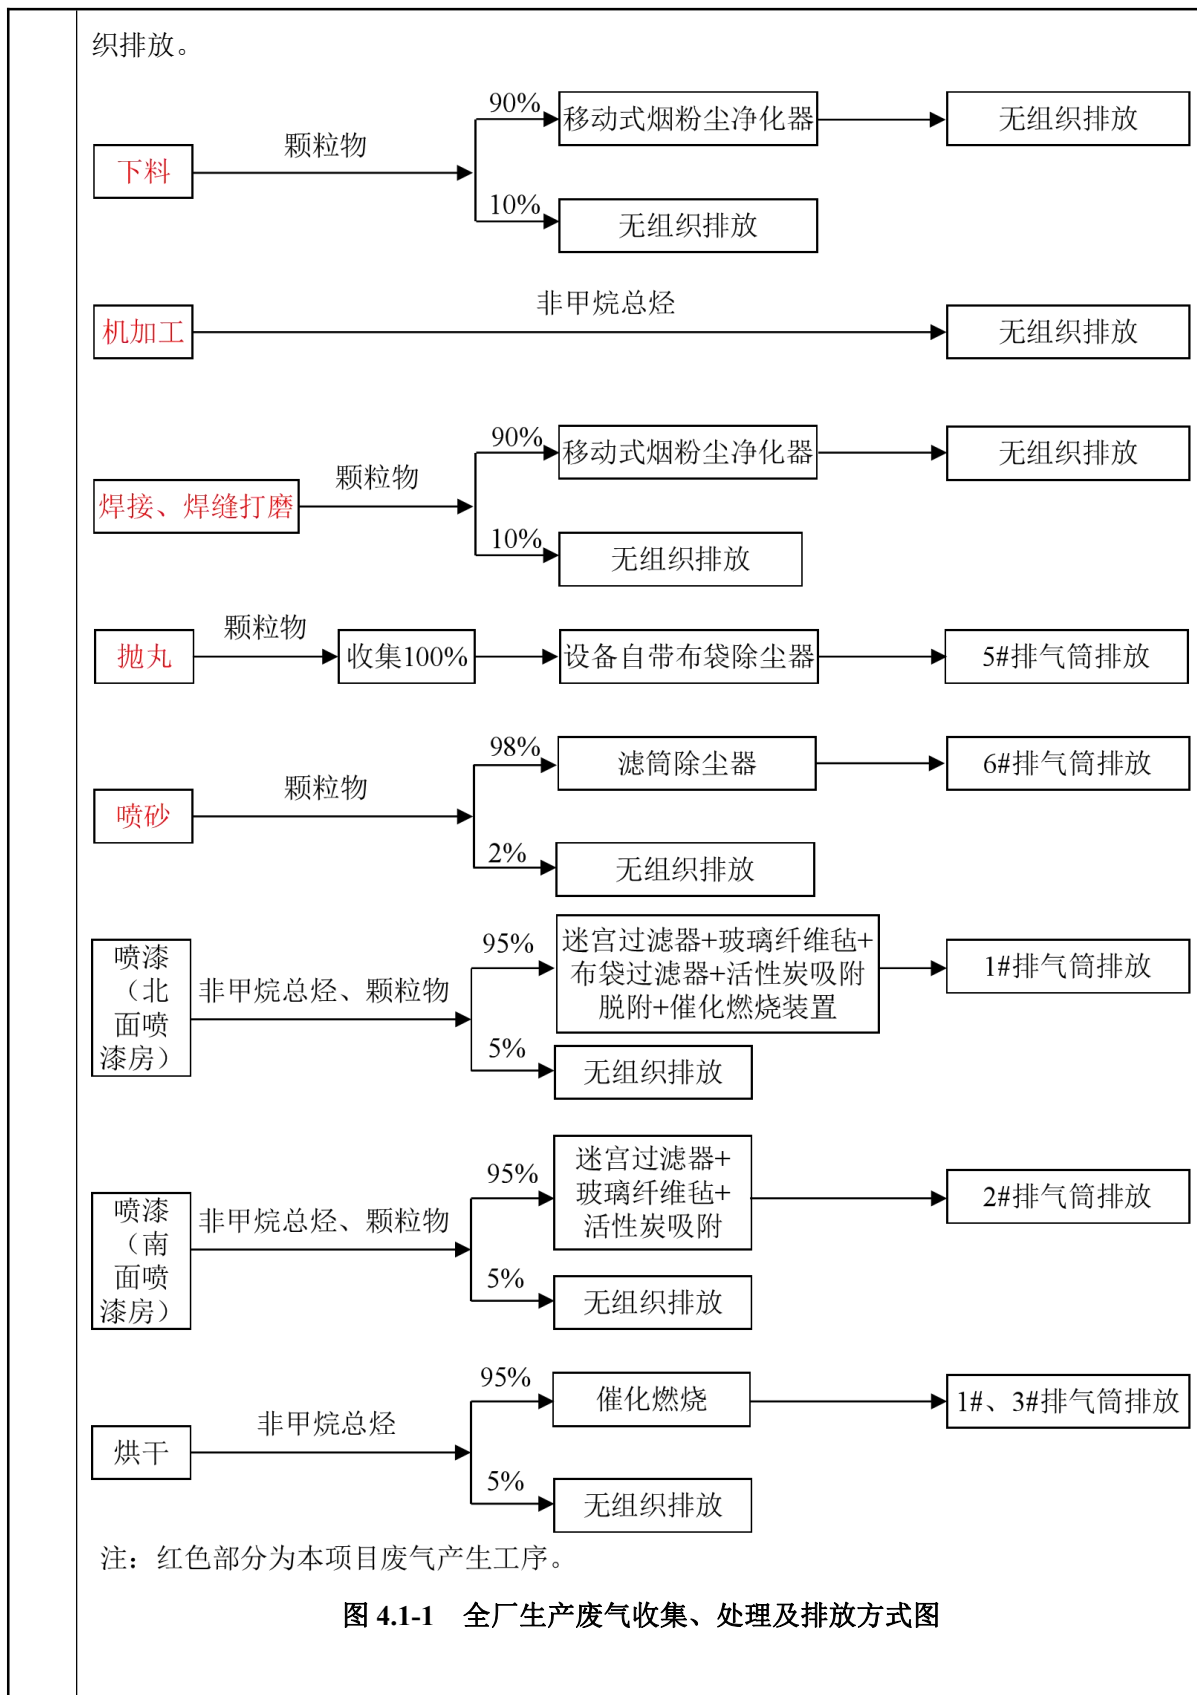 织排放。
90%
移动式烟粉尘净化器
无组织排放
颗粒物
下料
10%
无组织排放
非甲烷总烃
机加工
无组织排放
90%
移动式烟粉尘净化器
无组织排放
颗粒物
焊接、焊缝打磨
10%
无组织排放
颗粒物
抛丸
收集100%
设备自带布袋除尘器
5#排气筒排放
98%
滤筒除尘器
6#排气筒排放
颗粒物
喷砂
2%
无组织排放
95%
迷宫过滤器+玻璃纤维毡+
布袋过滤器+活性炭吸附
脱附+催化燃烧装置
1#排气筒排放
喷漆
（北
面喷
漆房）
非甲烷总烃、颗粒物
5%
无组织排放
95%
迷宫过滤器+
玻璃纤维毡+
活性炭吸附
2#排气筒排放
喷漆
（南
面喷
漆房）
非甲烷总烃、颗粒物
5%
无组织排放
95%
催化燃烧
1#、3#排气筒排放
非甲烷总烃
烘干
5%
无组织排放
注：红色部分为本项目废气产生工序。
图 4.1-1 全厂生产废气收集、处理及排放方式图